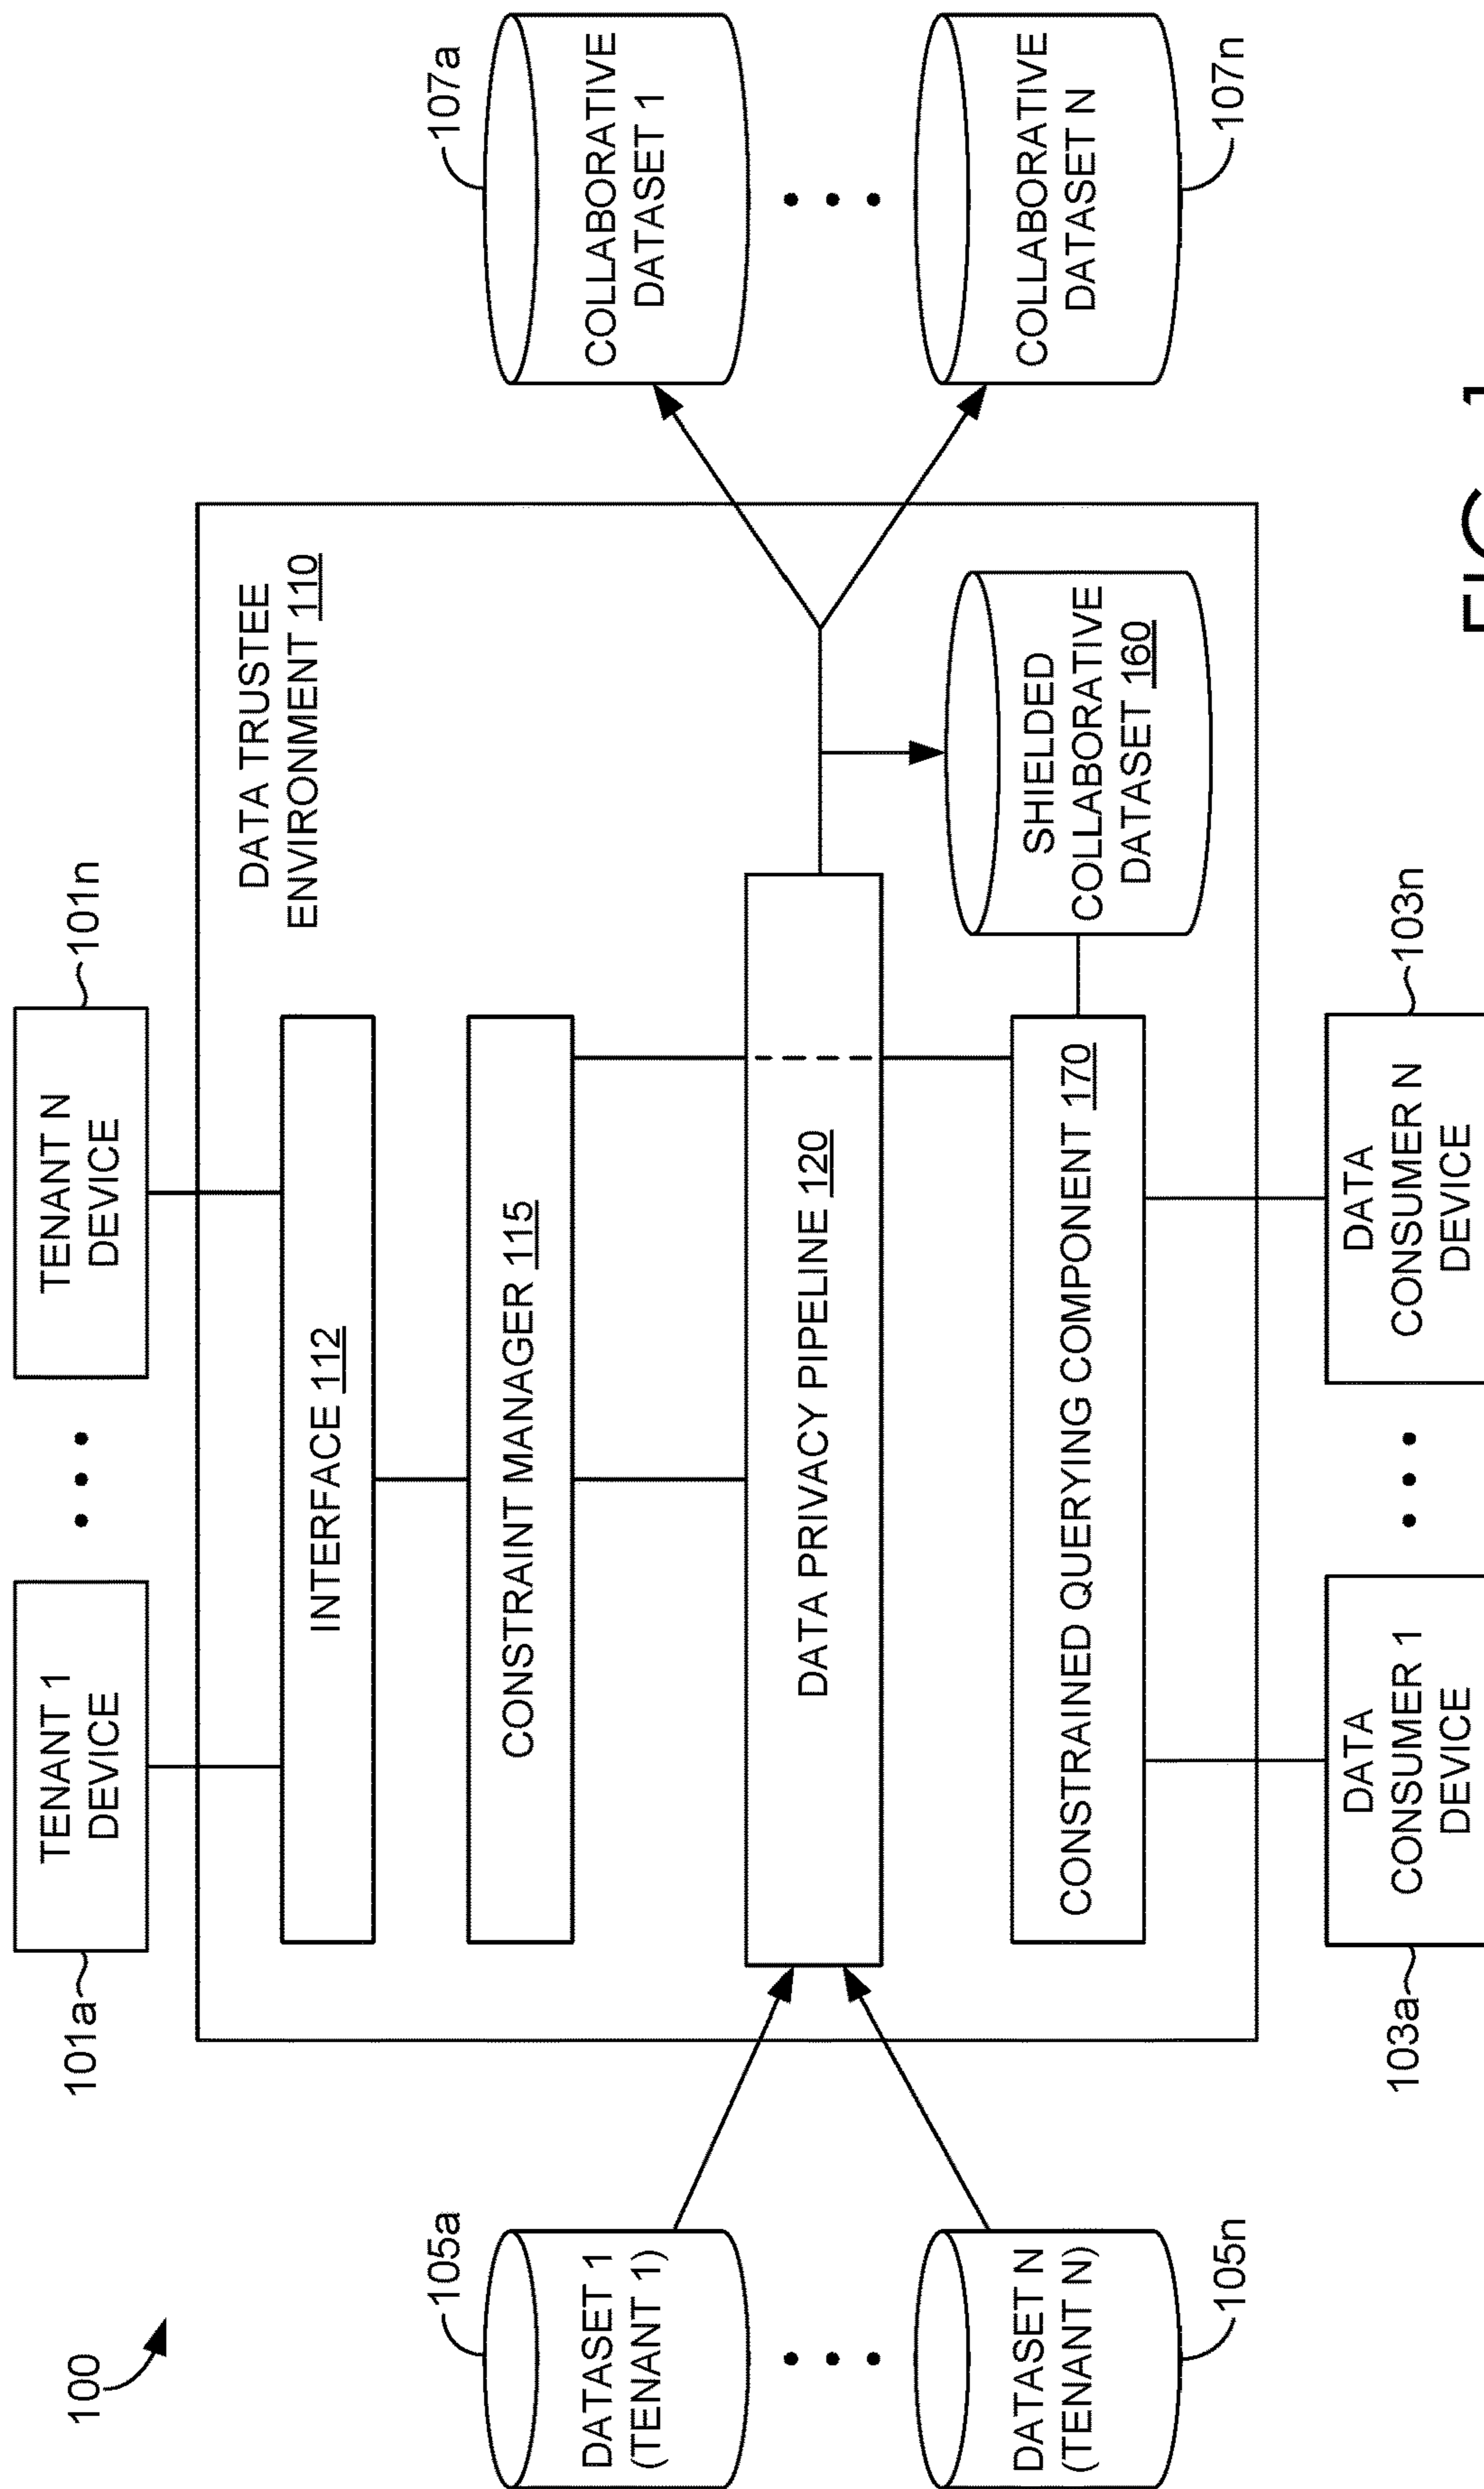 100
101a
TENANT 1
DEVICE
TENANT N
DEVICE
101n
DATA TRUSTEE
ENVIRONMENT 110
INTERFACE 112
CONSTRAINT MANAGER 115
105a
DATASET 1
(TENANT 1)
DATASET N
(TENANT N)
105n
DATA PRIVACY PIPELINE 120
107a
COLLABORATIVE
DATASET 1
COLLABORATIVE
DATASET N
107n
SHIELDED
COLLABORATIVE
DATASET 160
CONSTRAINED QUERYING COMPONENT 170
103a
DATA
CONSUMER 1
DEVICE
DATA
CONSUMER N
DEVICE
103n
FIG. 1